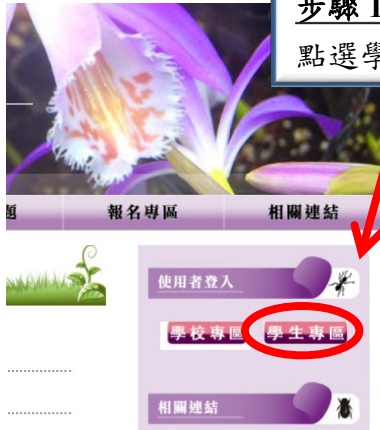 步驟 1
點選學
題 報名專區 相關連結
使用者登入
學校專區 學生專區
相關連結